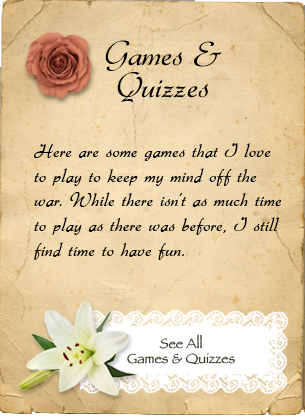 Games &
Quizzes
Here are some games that I love
to play to keep my mind off the
war. While there isn't as much time
to play as there was before, I still
find time to have fun.
See All
Games & Quizzes